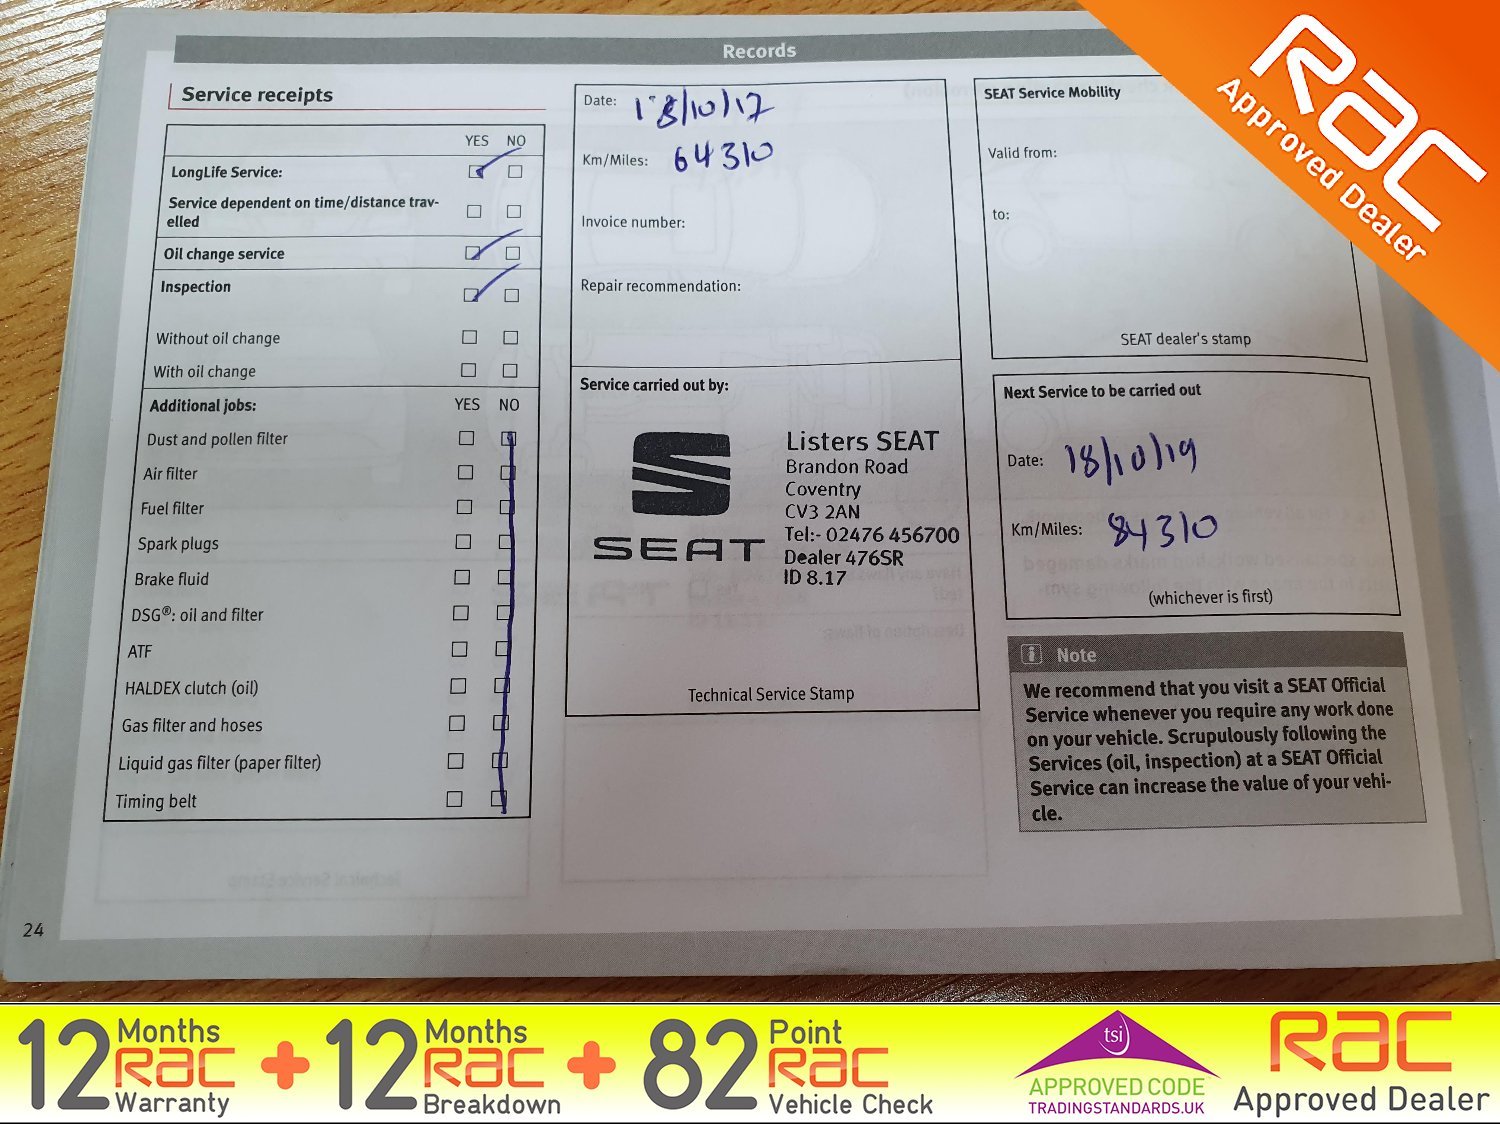 Records
Service receipts
YES NO
LongLife Service:
Service dependent on time/distance trav-
elled
Oil change service
Inspection
Without oil change
With oil change
Additional jobs: YES NO
Dust and pollen filter
Air filter
Fuel filter
Spark plugs
Brake fluid
DSG®: oil and filter
ATF
HALDEX clutch (oil)
Gas filter and hoses
Liquid gas filter (paper filter)
Timing belt
24
Date: 18/10/17
Km/Miles: 64310
Invoice number:
Repair recommendation:
Service carried out by:
SEAT
Listers SEAT
Brandon Road
Coventry
CV3 2AN
Tel:- 02476 456700
Dealer 476SR
ID 8.17
Technical Service Stamp
SEAT Service Mobility
Valid from:
to:
SEAT dealer's stamp
Next Service to be carried out
Date: 18/10/19
Km/Miles: 84310
(whichever is first)
i Note
We recommend that you visit a SEAT Official
Service whenever you require any work done
on your vehicle. Scrupulously following the
Services (oil, inspection) at a SEAT Official
Service can increase the value of your vehi-
cle.
RAC
Approved Dealer
12 Months RAC Warranty + 12 Months RAC Breakdown + 82 Point RAC Vehicle Check
tsi
APPROVED CODE
TRADINGSTANDARDS.UK
RAC
Approved Dealer